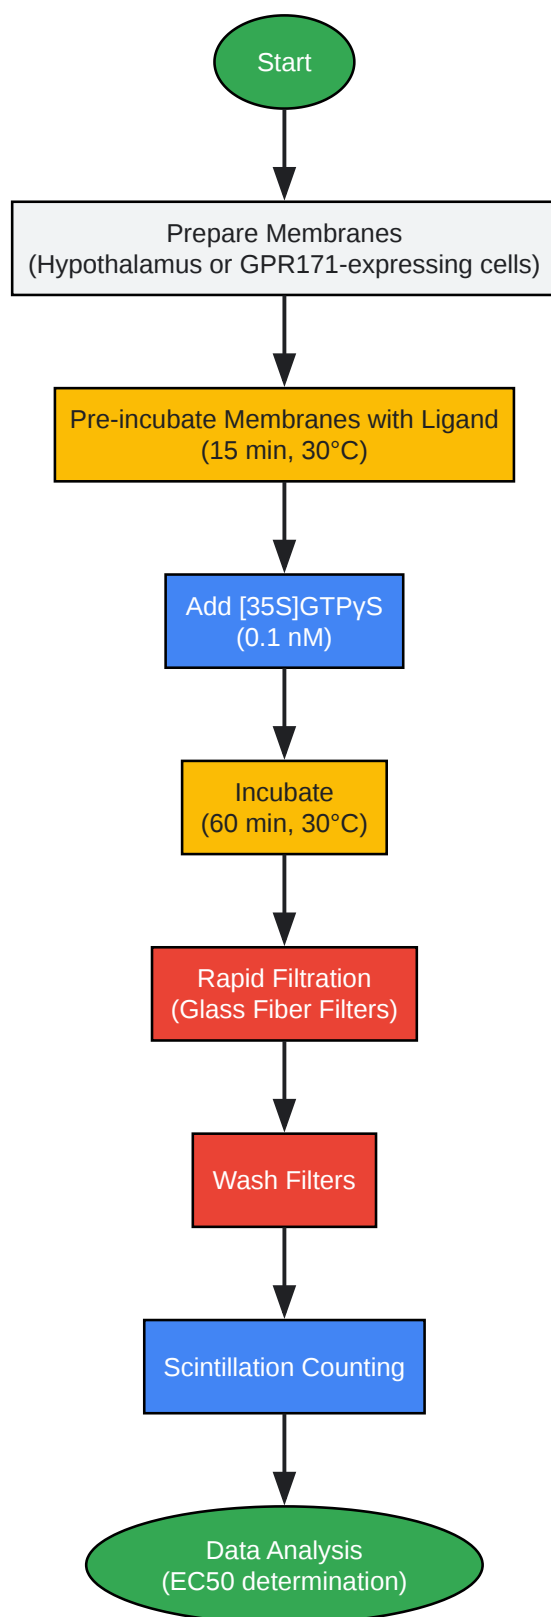 Start
Prepare Membranes
(Hypothalamus or GPR171-expressing cells)
Pre-incubate Membranes with Ligand
(15 min, 30°C)
Add [35S]GTPγS
(0.1 nM)
Incubate
(60 min, 30°C)
Rapid Filtration
(Glass Fiber Filters)
Wash Filters
Scintillation Counting
Data Analysis
(EC50 determination)